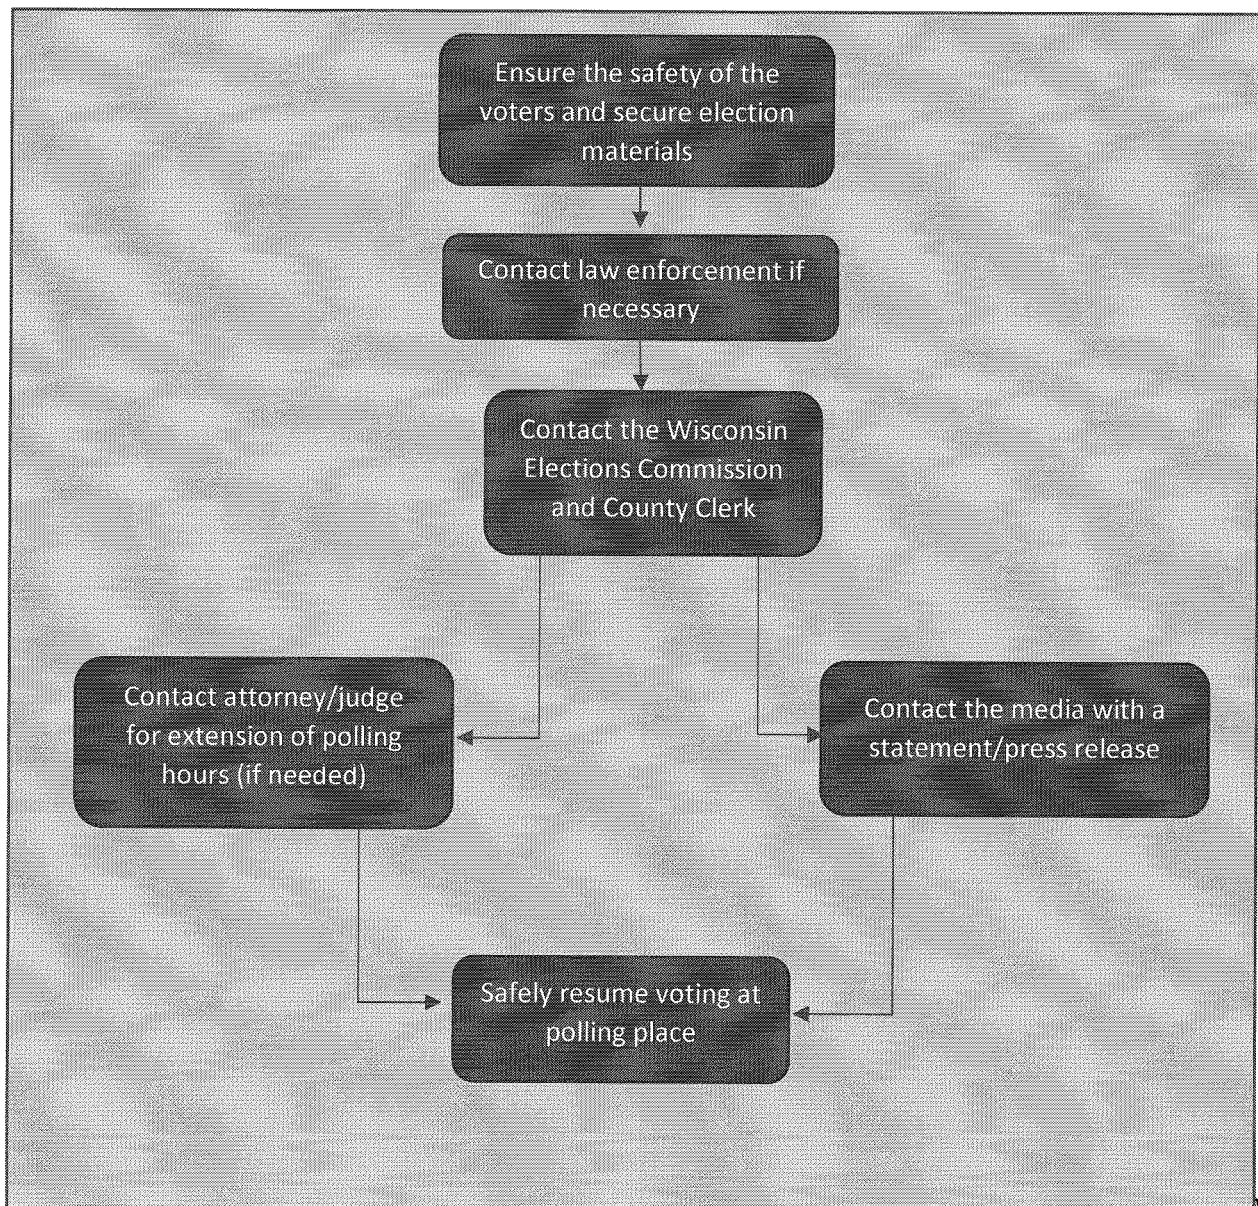 Ensure the safety of the
voters and secure election
materials
Contact law enforcement if
necessary
Contact the Wisconsin
Elections Commission
and County Clerk
Contact attorney/judge
for extension of polling
hours (if needed)
Contact the media with a
statement/press release
Safely resume voting at
polling place